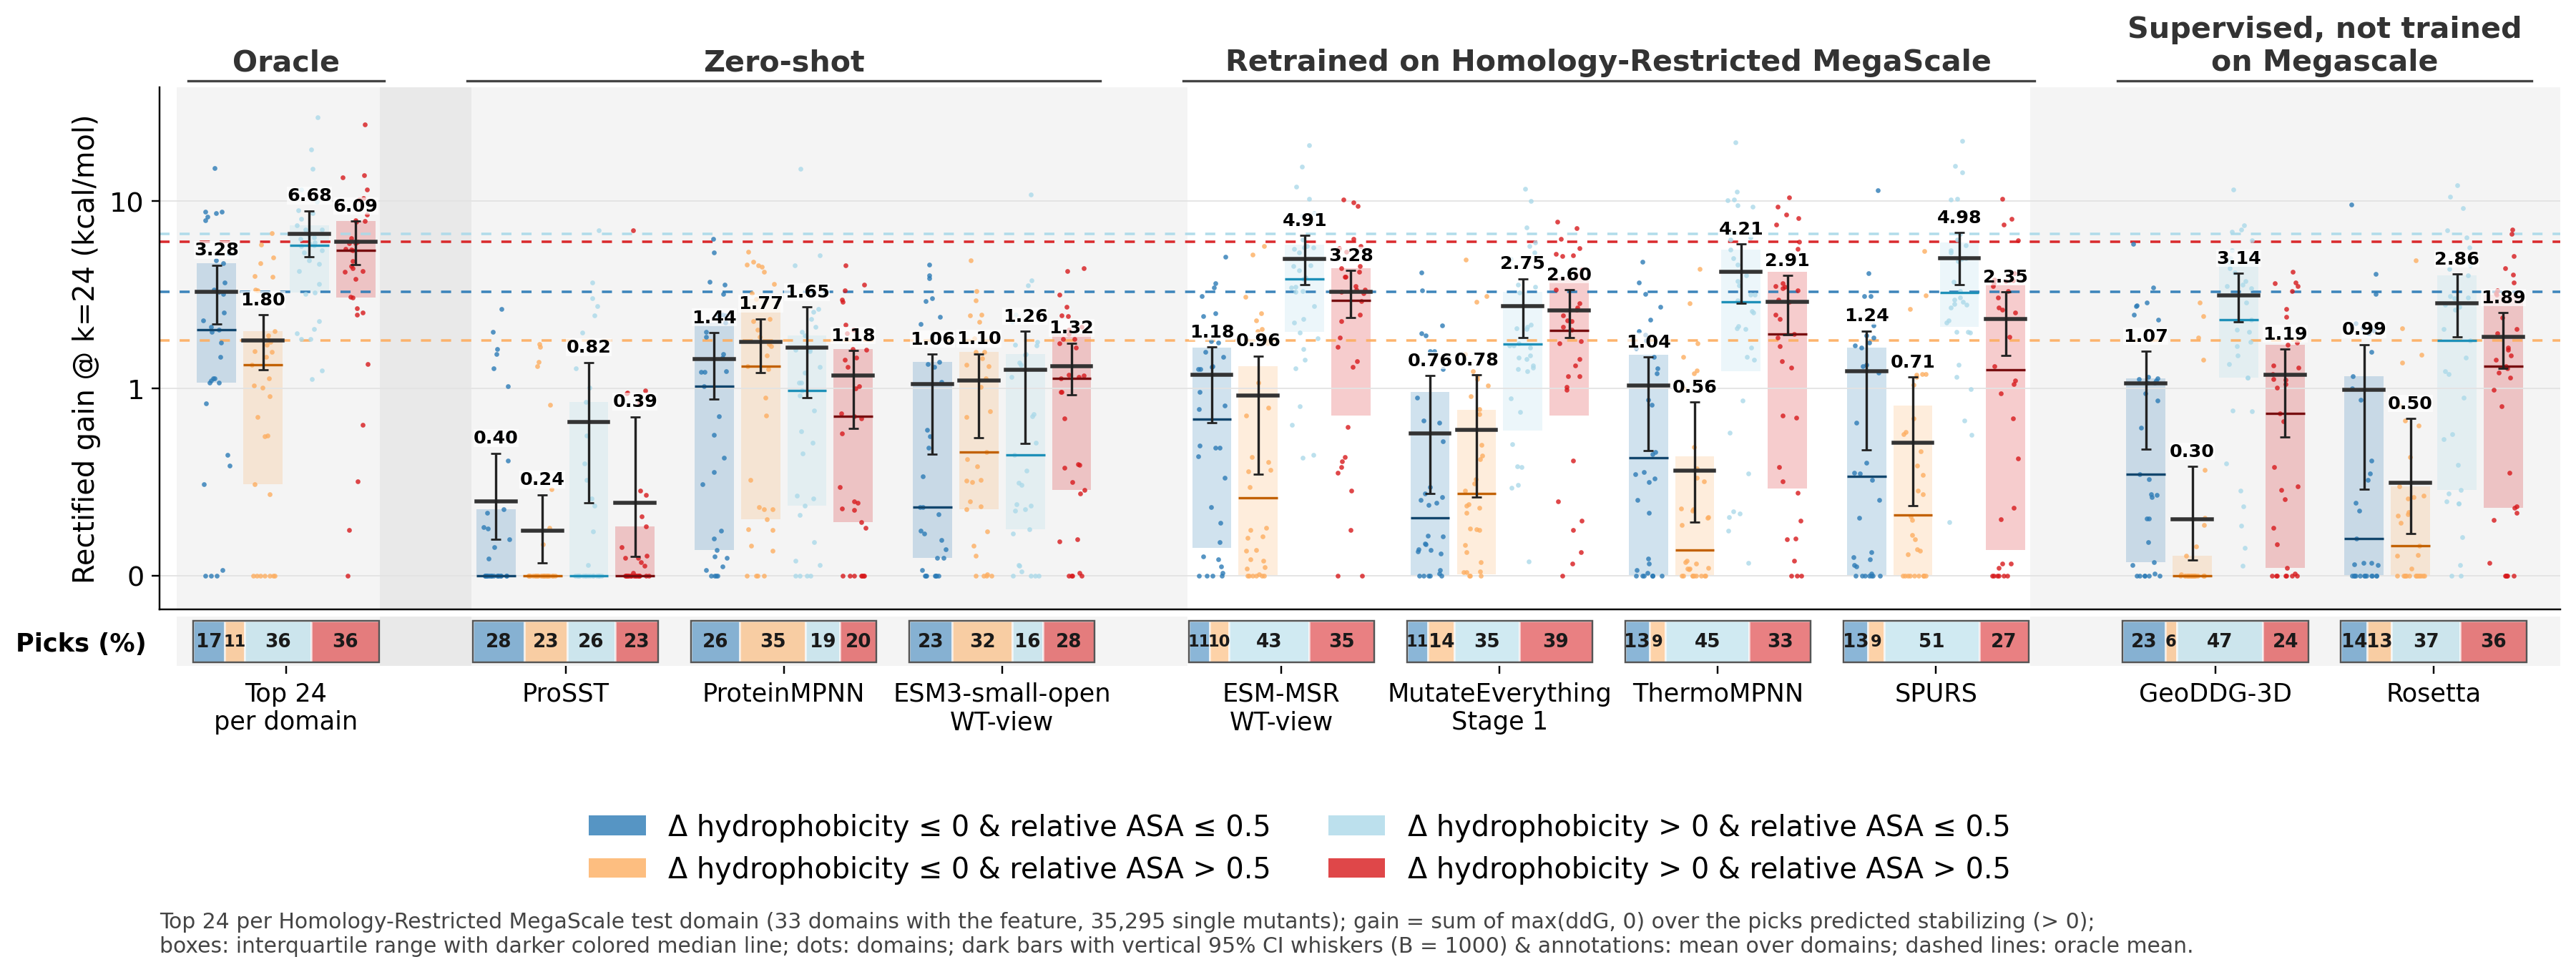 Oracle
Zero-shot
Retrained on Homology-Restricted MegaScale
Supervised, not trained
on Megascale
Rectified gain @ k=24 (kcal/mol)
10
1
0
3.28
1.80
6.68
6.09
0.40
0.24
0.82
0.39
1.44
1.77
1.65
1.18
1.06
1.10
1.26
1.32
1.18
0.96
4.91
3.28
0.76
0.78
2.75
2.60
1.04
0.56
4.21
2.91
1.24
0.71
4.98
2.35
1.07
0.30
3.14
1.19
0.99
0.50
2.86
1.89
Picks (%)
17 11 36 36
28 23 26 23
26 35 19 20
23 32 16 28
11 10 43 35
11 14 35 39
13 9 45 33
13 9 51 27
23 6 47 24
14 13 37 36
Top 24
per domain
ProSST
ProteinMPNN
ESM3-small-open
WT-view
ESM-MSR
WT-view
MutateEverything
Stage 1
ThermoMPNN
SPURS
GeoDDG-3D
Rosetta
Δ hydrophobicity ≤ 0 & relative ASA ≤ 0.5
Δ hydrophobicity ≤ 0 & relative ASA > 0.5
Δ hydrophobicity > 0 & relative ASA ≤ 0.5
Δ hydrophobicity > 0 & relative ASA > 0.5
Top 24 per Homology-Restricted MegaScale test domain (33 domains with the feature, 35,295 single mutants); gain = sum of max(ddG, 0) over the picks predicted stabilizing (> 0);
boxes: interquartile range with darker colored median line; dots: domains; dark bars with vertical 95% CI whiskers (B = 1000) & annotations: mean over domains; dashed lines: oracle mean.